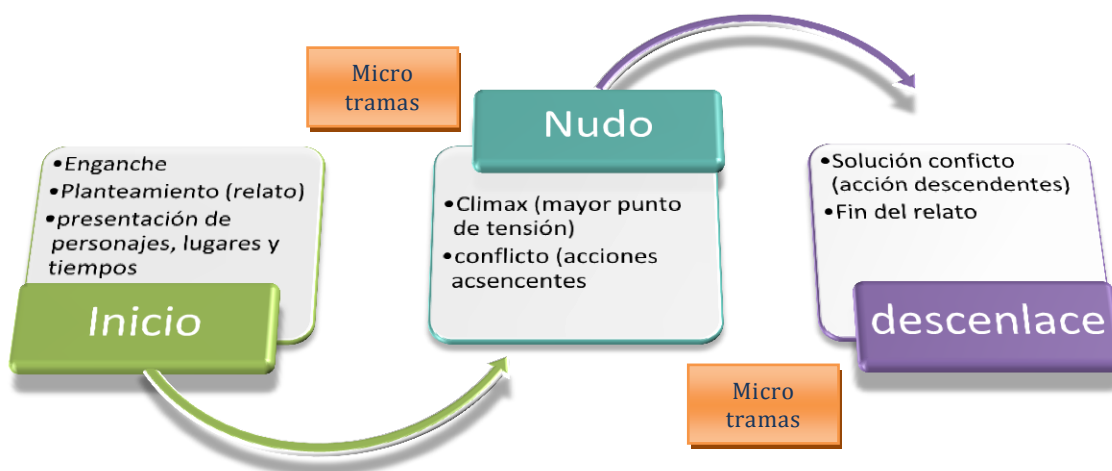 •Enganche
•Planteamiento (relato)
•presentación de
personajes, lugares y
tiempos
Inicio
Micro
tramas
Nudo
•Climax (mayor punto
de tensión)
•conflicto (acciones
acsencentes
Micro
tramas
•Solución conficto
(acción descendentes)
•Fin del relato
descenlace